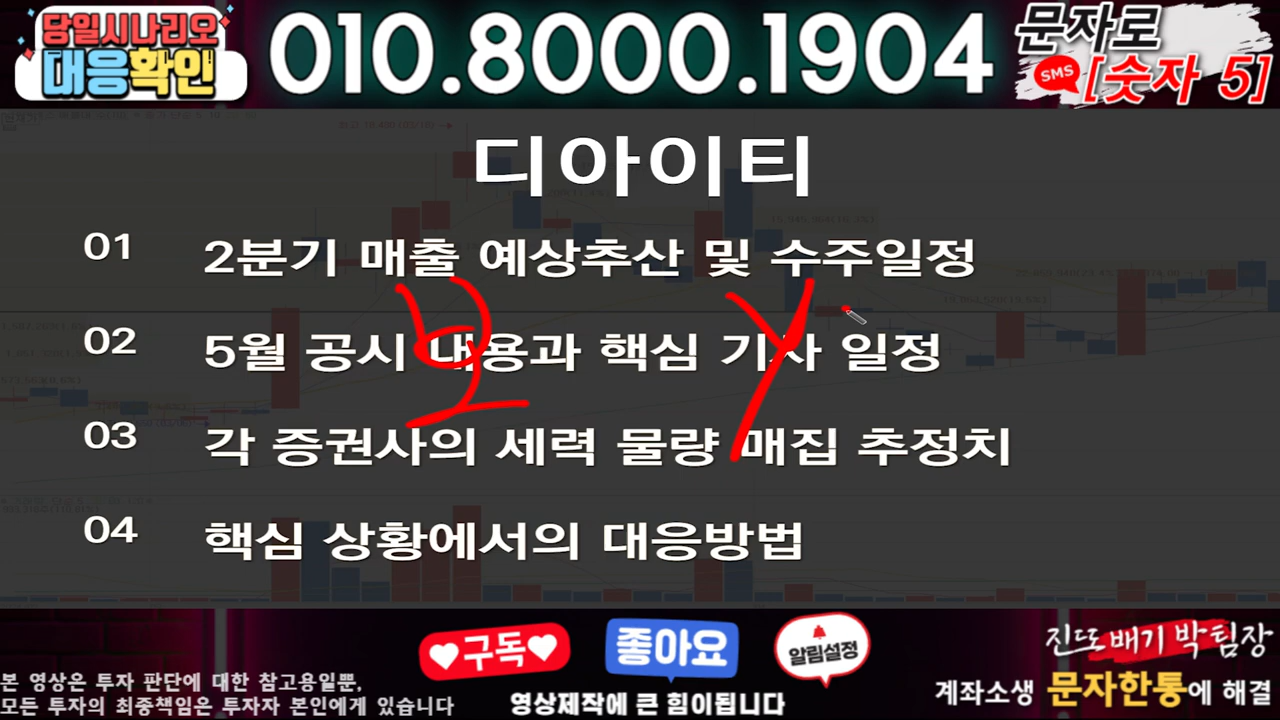 당일시나리오
대응확인
010.8000.1904
문자로
SMS [숫자 5]
디아이티
01 2분기 매출 예상추산 및 수주일정
02 5월 공시 내용과 핵심 기사 일정
03 각 증권사의 세력 물량 매집 추정치
04 핵심 상황에서의 대응방법
구독
좋아요
알림설정
영상제작에 큰 힘이됩니다
본 영상은 투자 판단에 대한 참고용일뿐,
모든 투자의 최종책임은 투자자 본인에게 있습니다
진또배기 박팀장
계좌소생 문자한통에 해결